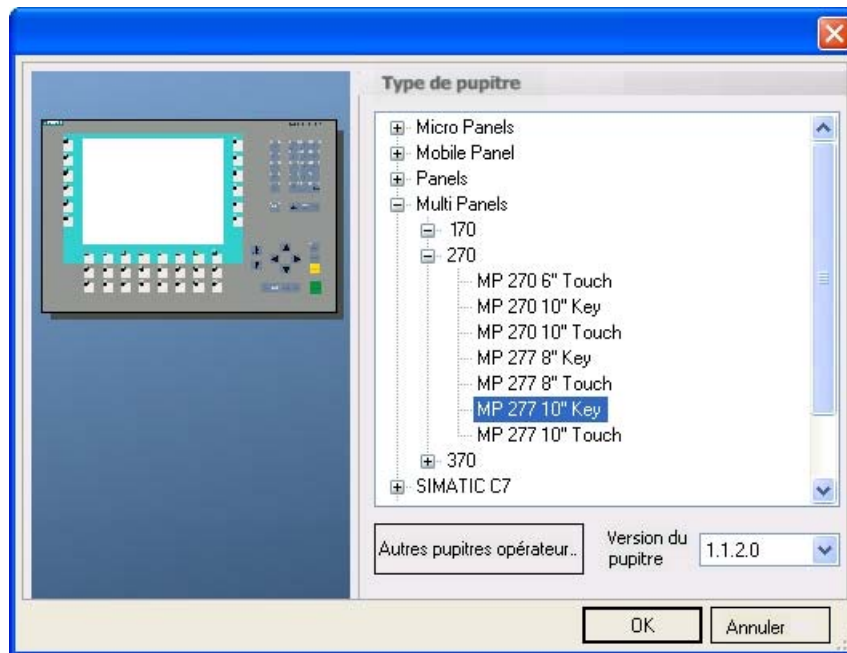 Type de pupitre
Micro Panels
Mobile Panel
Panels
Multi Panels
170
270
MP 270 6" Touch
MP 270 10" Key
MP 270 10" Touch
MP 277 8" Key
MP 277 8" Touch
MP 277 10" Key
MP 277 10" Touch
370
SIMATIC C7
Autres pupitres opérateur..
Version du
pupitre
1.1.2.0
OK
Annuler